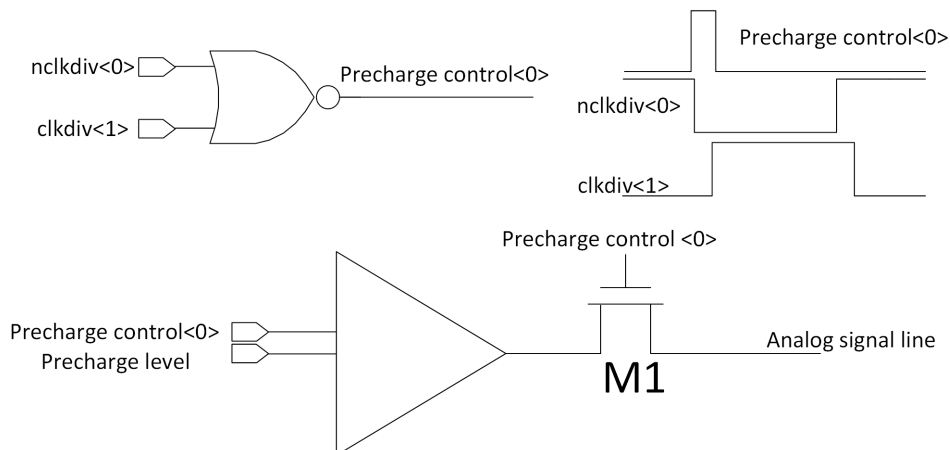 nclkdiv<0>
clkdiv<1>
Precharge control<0>
Precharge control<0>
nclkdiv<0>
clkdiv<1>
Precharge control <0>
Precharge control<0>
Precharge level
M1
Analog signal line